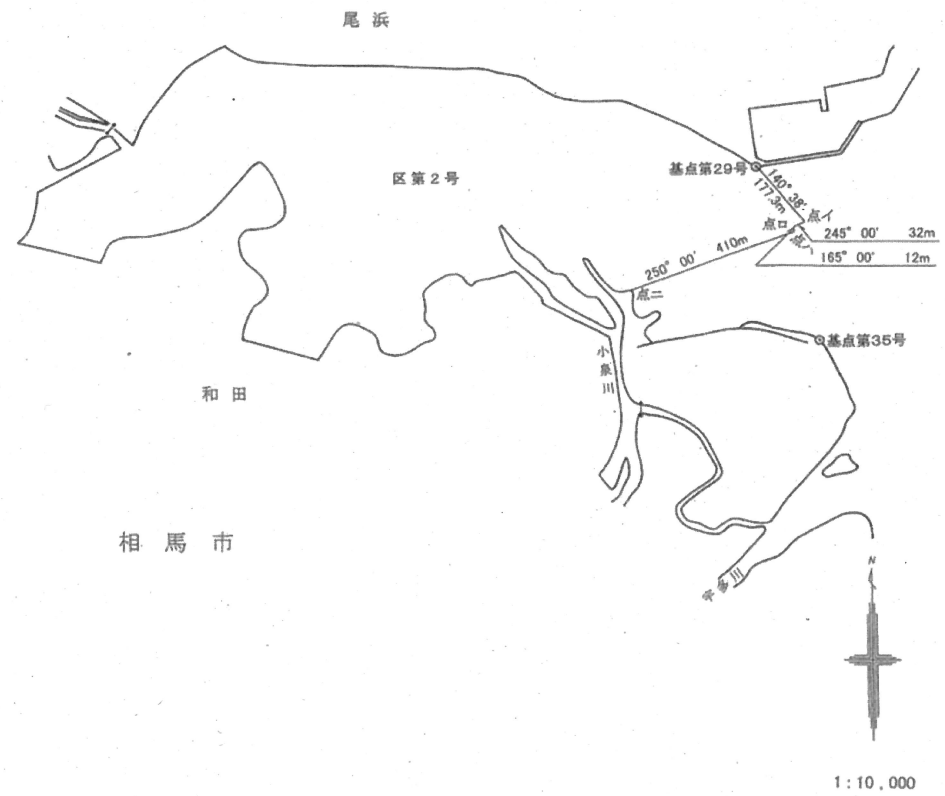 尾浜
区第2号
基点第29号
140° 38'
177.3m
点イ
点ロ
点ハ
245° 00' 32m
165° 00' 12m
250° 00' 410m
点ニ
基点第35号
小泉川
和田
相馬市
宇多川
N
1:10,000